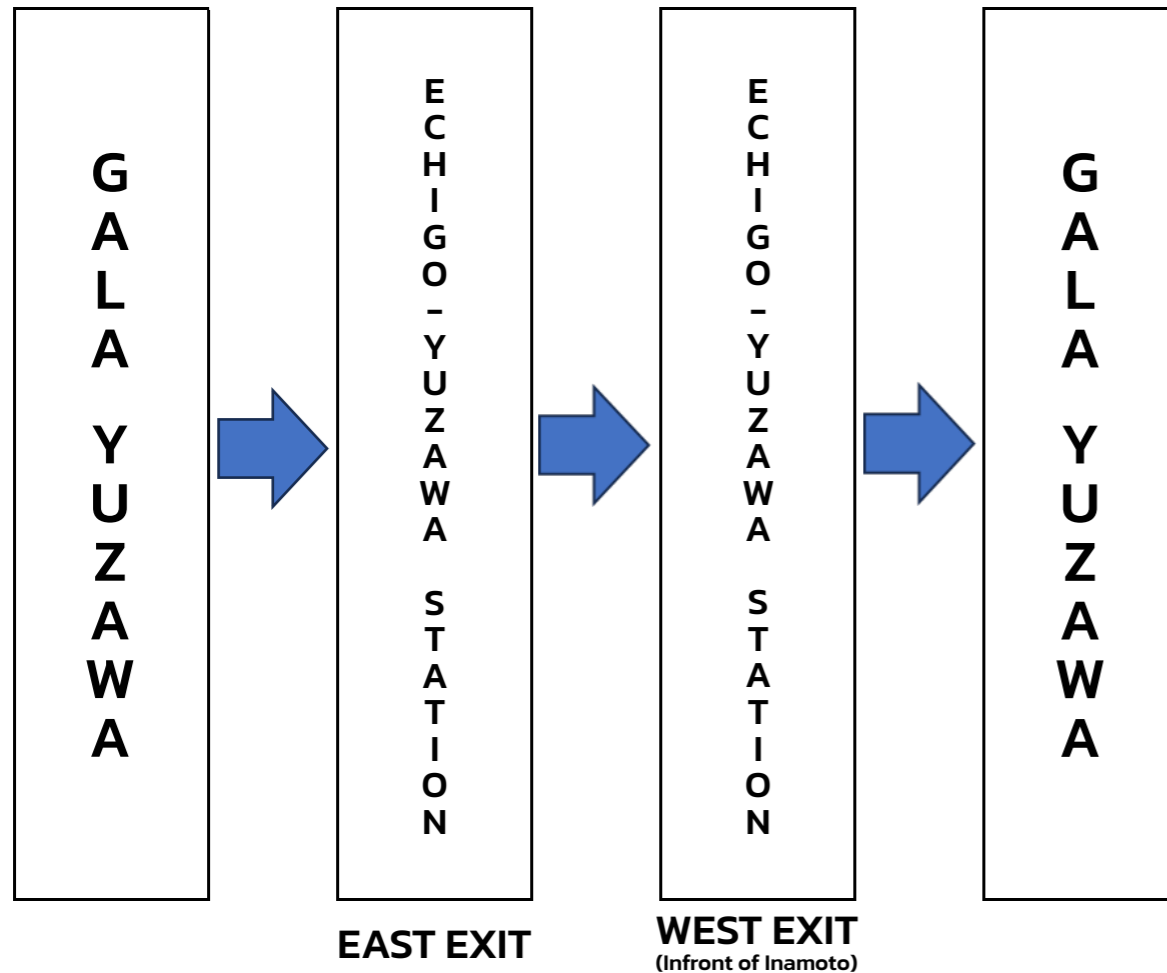 GALA YUZAWA
ECHIGO-YUZAWA STATION
ECHIGO-YUZAWA STATION
GALA YUZAWA
EAST EXIT
WEST EXIT
(Infront of Inamoto)